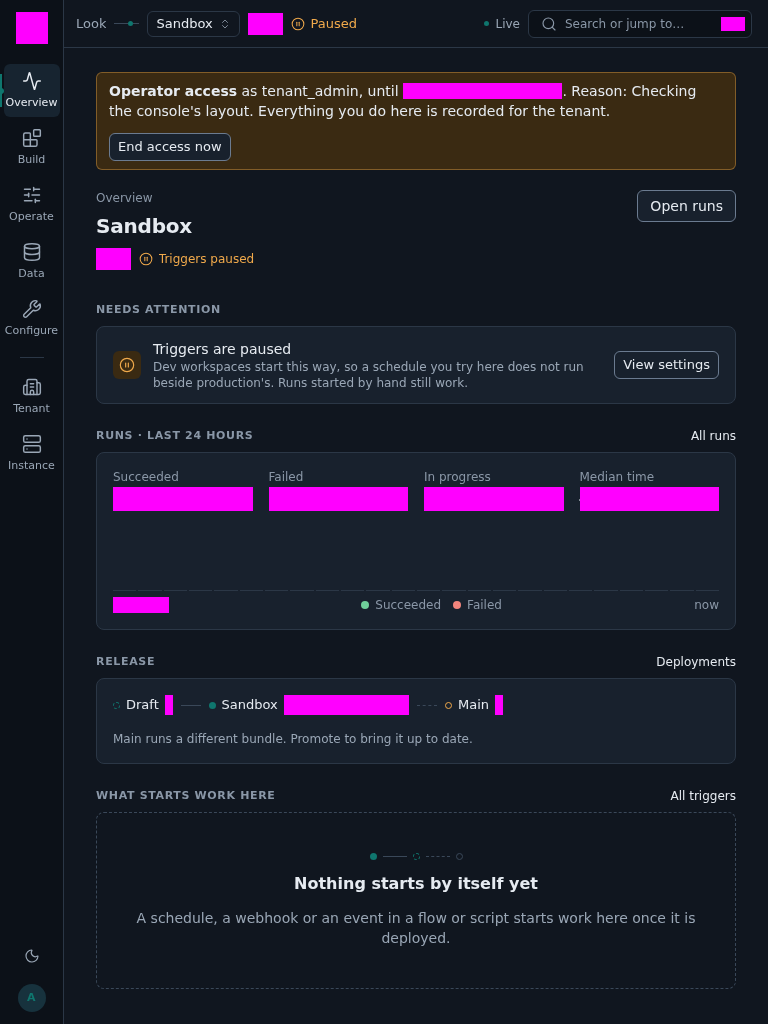 Look
Sandbox
Paused
Live
Search or jump to…
Overview
Build
Operate
Data
Configure
Tenant
Instance
A
Operator access as tenant_admin, until . Reason: Checking
the console's layout. Everything you do here is recorded for the tenant.
End access now
Overview
Sandbox
Open runs
Triggers paused
NEEDS ATTENTION
Triggers are paused
Dev workspaces start this way, so a schedule you try here does not run
beside production's. Runs started by hand still work.
View settings
RUNS · LAST 24 HOURS
All runs
Succeeded
Failed
In progress
Median time
Succeeded
Failed
now
RELEASE
Deployments
Draft
Sandbox
Main
Main runs a different bundle. Promote to bring it up to date.
WHAT STARTS WORK HERE
All triggers
Nothing starts by itself yet
A schedule, a webhook or an event in a flow or script starts work here once it is
deployed.